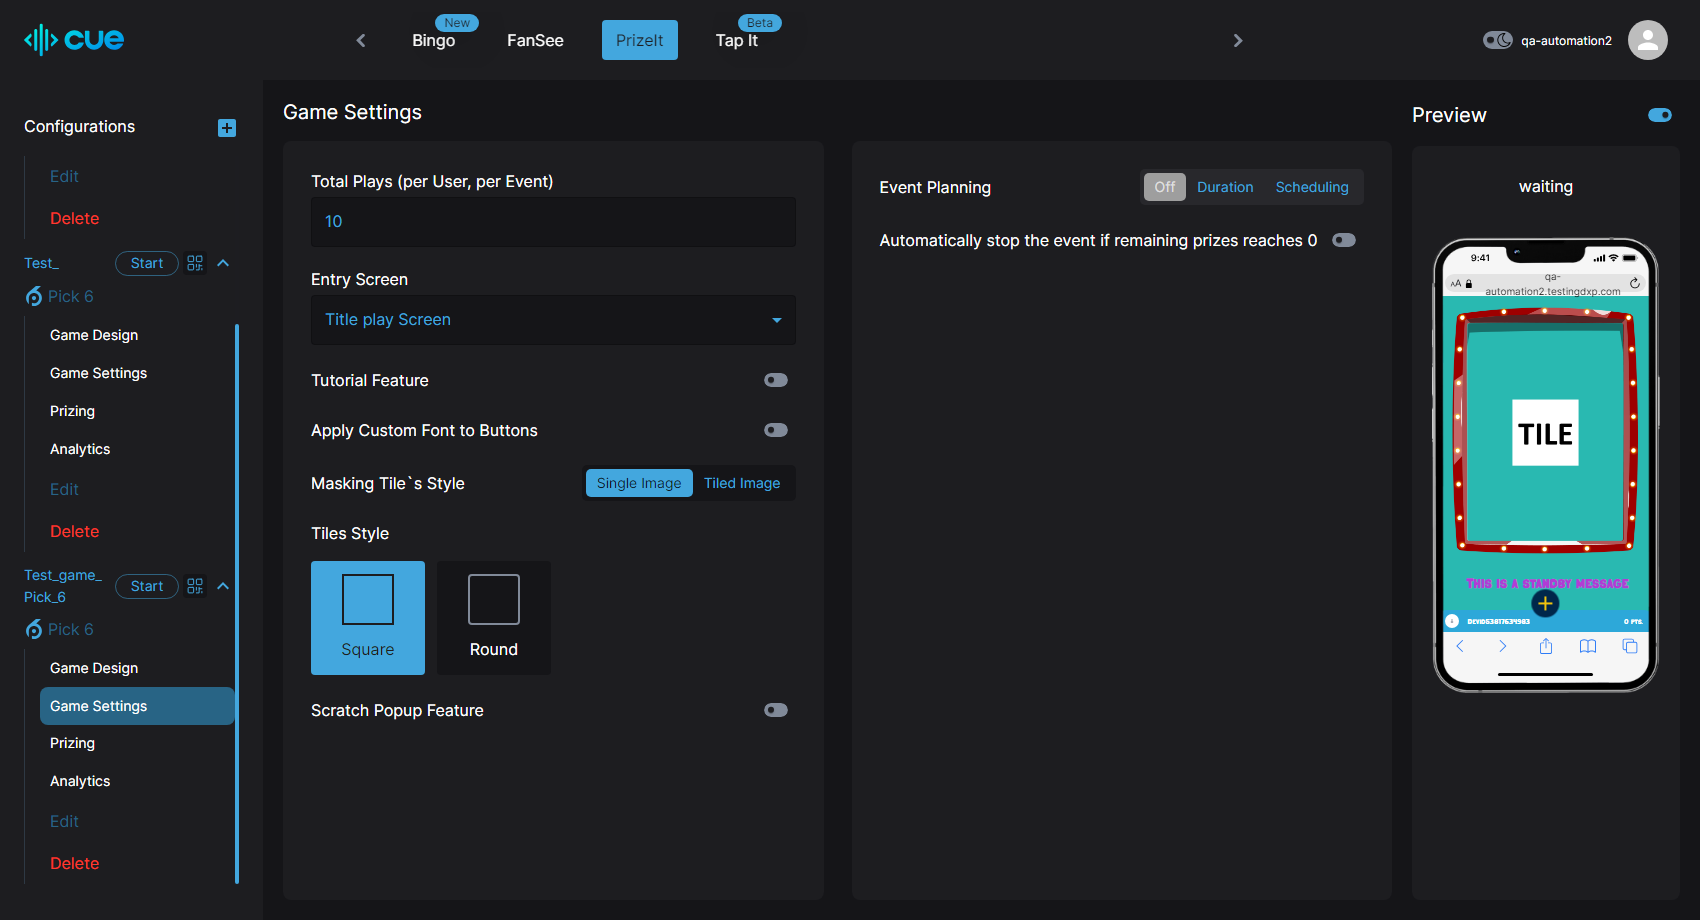 cue
New
Bingo
FanSee
PrizeIt
Beta
Tap It
qa-automation2
Configurations
Edit
Delete
Test_
Start
Pick 6
Game Design
Game Settings
Prizing
Analytics
Edit
Delete
Test_game_
Pick_6
Start
Pick 6
Game Design
Game Settings
Prizing
Analytics
Edit
Delete
Game Settings
Total Plays (per User, per Event)
10
Entry Screen
Title play Screen
Tutorial Feature
Apply Custom Font to Buttons
Masking Tile`s Style
Single Image
Tiled Image
Tiles Style
Square
Round
Scratch Popup Feature
Event Planning
Off
Duration
Scheduling
Automatically stop the event if remaining prizes reaches 0
Preview
waiting
9:41
AA
qa-
automation2.testingdxp.com
TILE
THIS IS A STANDBY MESSAGE
0 PTS.